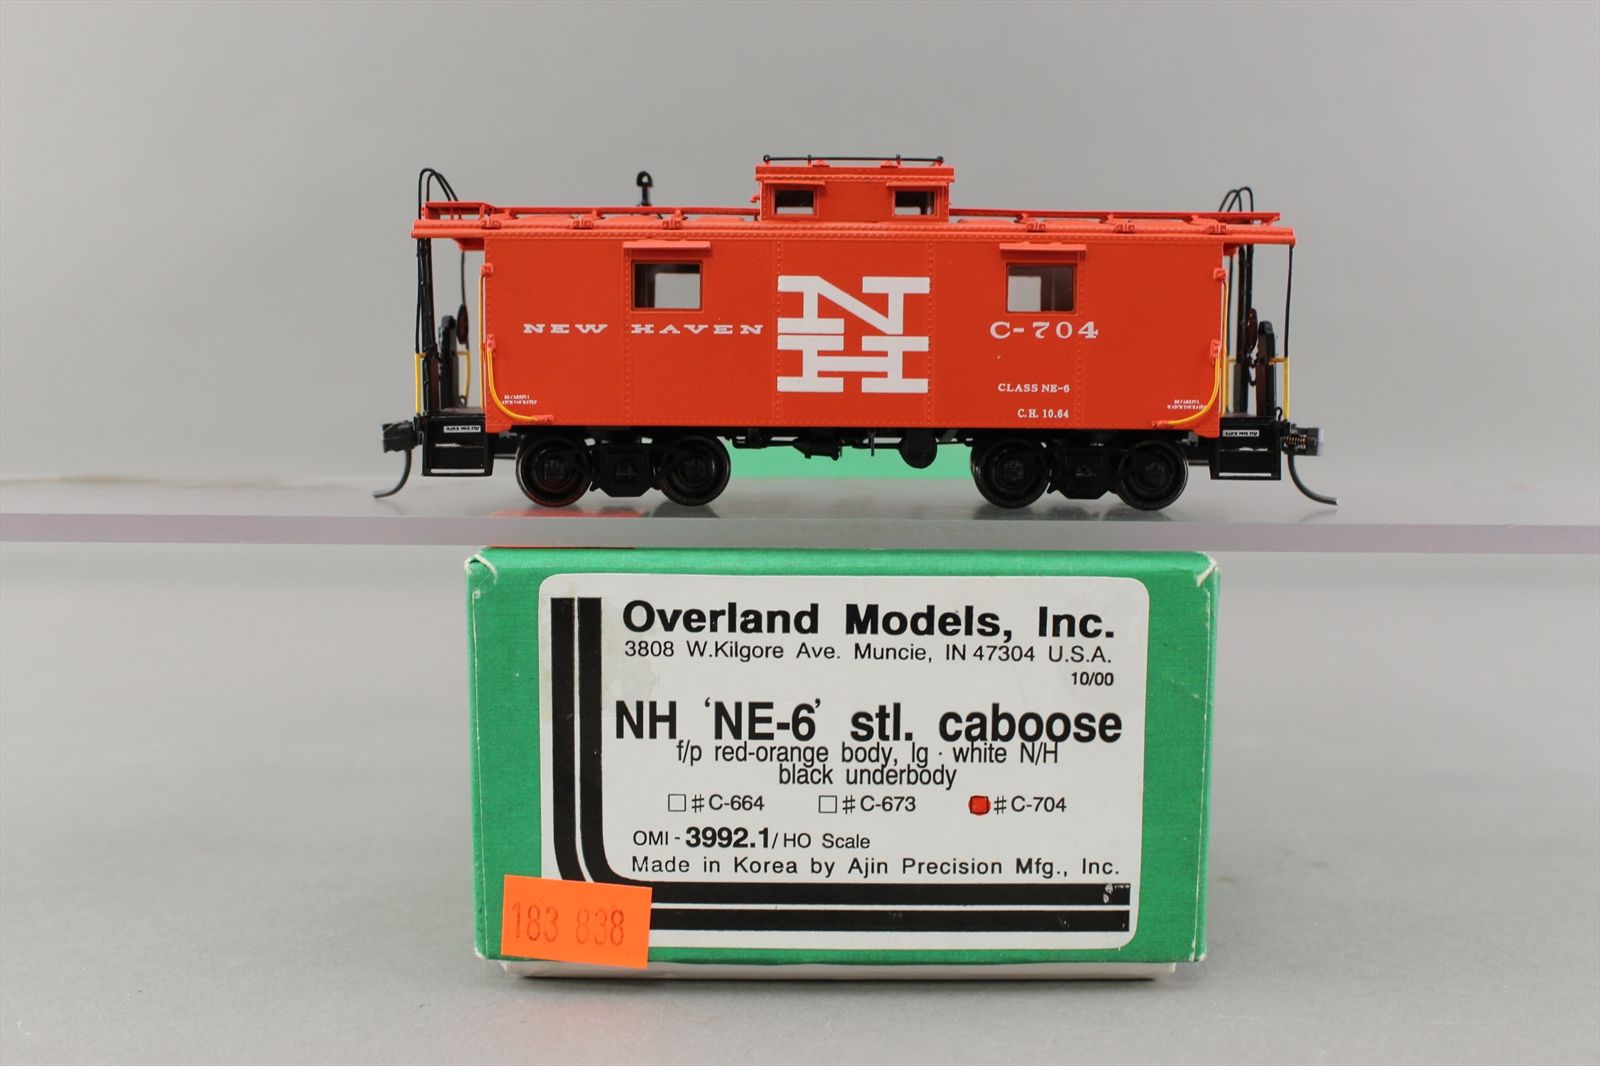 NEW HAVEN
N
H
C-704
CLASS NE-6
C.H. 10.64
Overland Models, Inc.
3808 W.Kilgore Ave. Muncie, IN 47304 U.S.A.
10/00
NH 'NE-6' stl. caboose
f/p red-orange body, lg · white N/H
black underbody
#C-664 #C-673 #C-704
OMI - 3992.1/ HO Scale
Made in Korea by Ajin Precision Mfg., Inc.
183 838